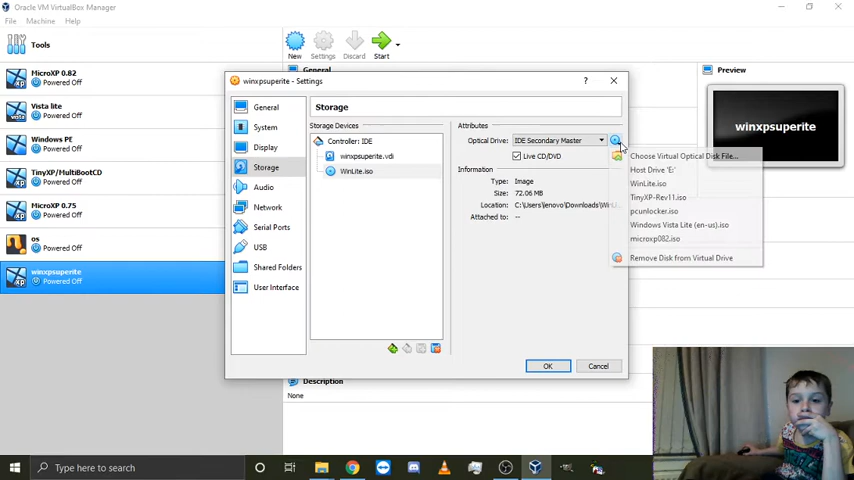 Oracle VM VirtualBox Manager
File Machine Help
Tools
New Settings Discard Start
MicroXP 0.82
Powered Off
Vista lite
Powered Off
Windows PE
Powered Off
TinyXP/MultiBootCD
Powered Off
MicroXP 0.75
Powered Off
os
Powered Off
winxpsuperite
Powered Off
General
Preview
winxpsuperite
winxpsuperite - Settings
?
General
System
Display
Storage
Audio
Network
Serial Ports
USB
Shared Folders
User Interface
Storage
Storage Devices
Controller: IDE
winxpsuperite.vdi
WinLite.iso
Attributes
Optical Drive: IDE Secondary Master
Live CD/DVD
Information
Type: Image
Size: 72.06 MB
Location: C:\Users\lenovo\Downloads\WinL...
Attached to: --
Choose Virtual Optical Disk File...
Host Drive 'E:'
WinLite.iso
TinyXP-Rev11.iso
pcunlocker.iso
Windows Vista Lite (en-us).iso
microxp082.iso
Remove Disk from Virtual Drive
OK Cancel
Description
None
Type here to search